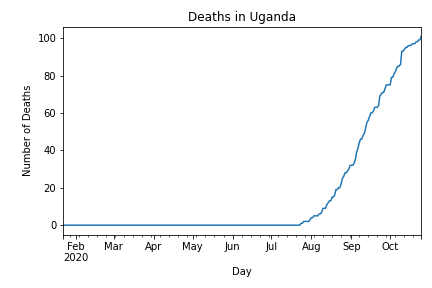 Deaths in Uganda
100
80
60
40
20
0
Number of Deaths
Feb Mar Apr May Jun Jul Aug Sep Oct
2020
Day